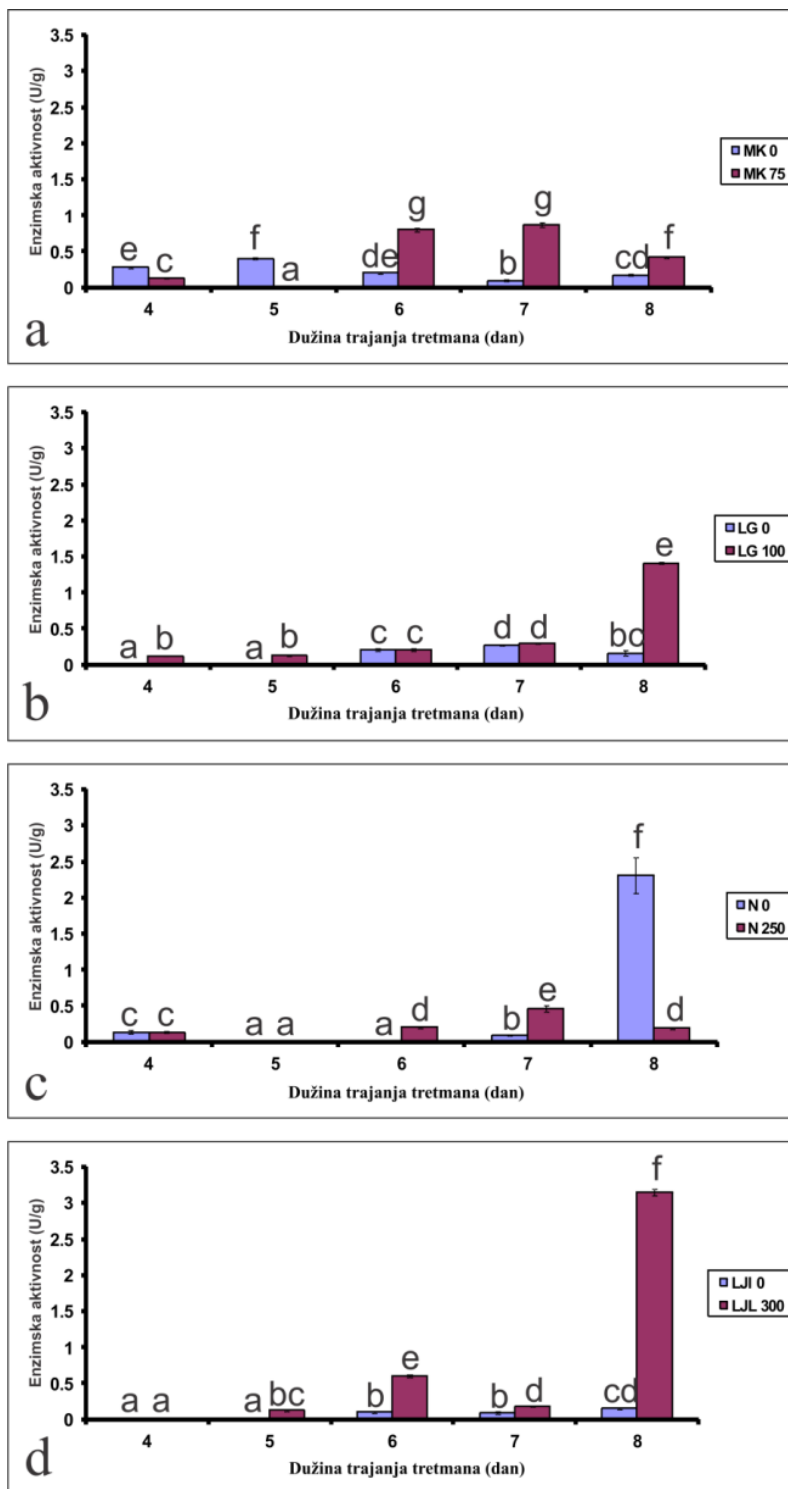 3.5
3
2.5
2
1.5
1
0.5
0
Enzimska aktivnost (U/g)
e c f a de g b g cd f
4 5 6 7 8
Dužina trajanja tretmana (dan)
MK 0
MK 75
a
3.5
3
2.5
2
1.5
1
0.5
0
Enzimska aktivnost (U/g)
a b a b c c d d bc e
4 5 6 7 8
Dužina trajanja tretmana (dan)
LG 0
LG 100
b
3.5
3
2.5
2
1.5
1
0.5
0
Enzimska aktivnost (U/g)
c c a a a d b e f d
4 5 6 7 8
Dužina trajanja tretmana (dan)
N 0
N 250
c
3.5
3
2.5
2
1.5
1
0.5
0
Enzimska aktivnost (U/g)
a a a bc b e b d cd f
4 5 6 7 8
Dužina trajanja tretmana (dan)
LJI 0
LJL 300
d